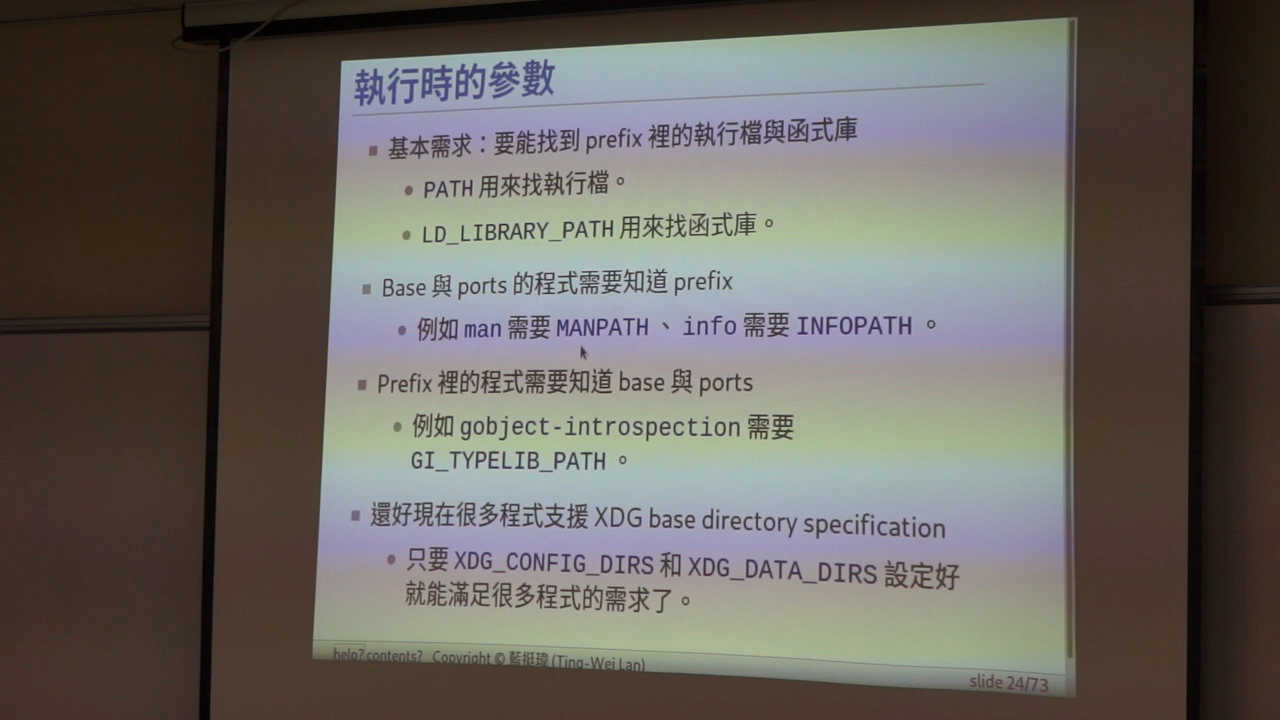 執行時的參數
基本需求：要能找到 prefix 裡的執行檔與函式庫
PATH 用來找執行檔。
LD_LIBRARY_PATH 用來找函式庫。
Base 與 ports 的程式需要知道 prefix
例如 man 需要 MANPATH 、 info 需要 INFOPATH 。
Prefix 裡的程式需要知道 base 與 ports
例如 gobject-introspection 需要
GI_TYPELIB_PATH 。
還好現在很多程式支援 XDG base directory specification
只要 XDG_CONFIG_DIRS 和 XDG_DATA_DIRS 設定好
就能滿足很多程式的需求了。
help? contents? Copyright © 藍挺瑋 (Ting-Wei Lan)
slide 24/73